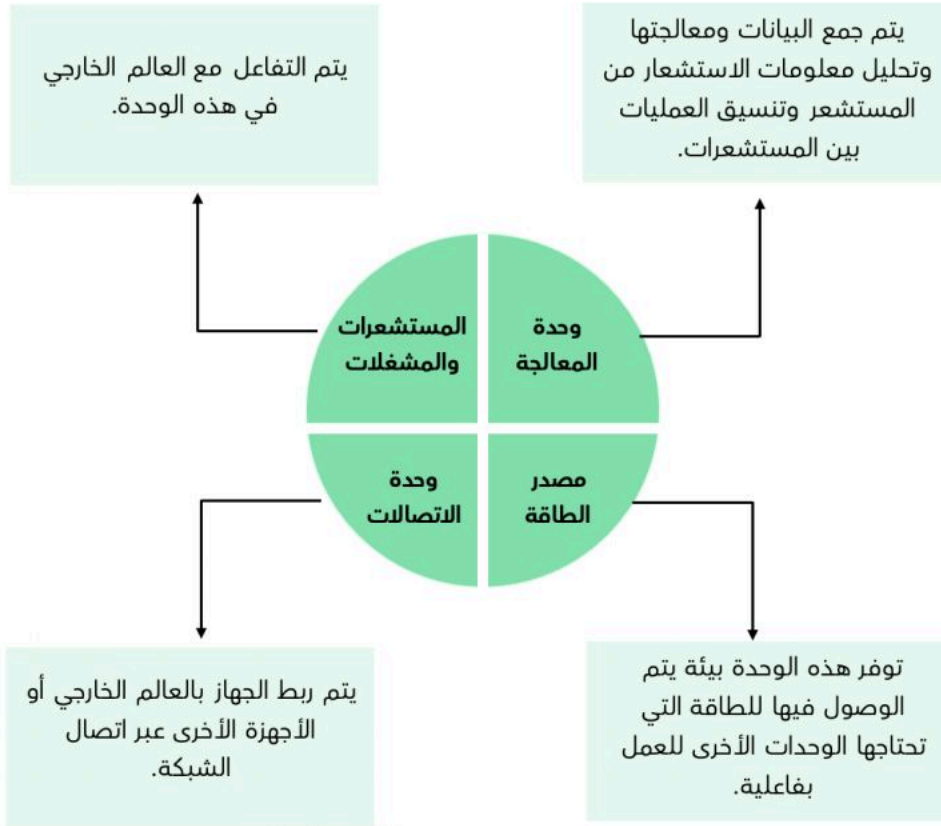 يتم جمع البيانات ومعالجتها
وتحليل معلومات الاستشعار من
المستشعر وتنسيق العمليات
بين المستشعرات.
يتم التفاعل مع العالم الخارجي
في هذه الوحدة.
وحدة
المعالجة
المستشعرات
والمشغلات
مصدر
الطاقة
وحدة
الاتصالات
توفر هذه الوحدة بيئة يتم
الوصول فيها للطاقة التي
تحتاجها الوحدات الأخرى للعمل
بفاعلية.
يتم ربط الجهاز بالعالم الخارجي أو
الأجهزة الأخرى عبر اتصال
الشبكة.